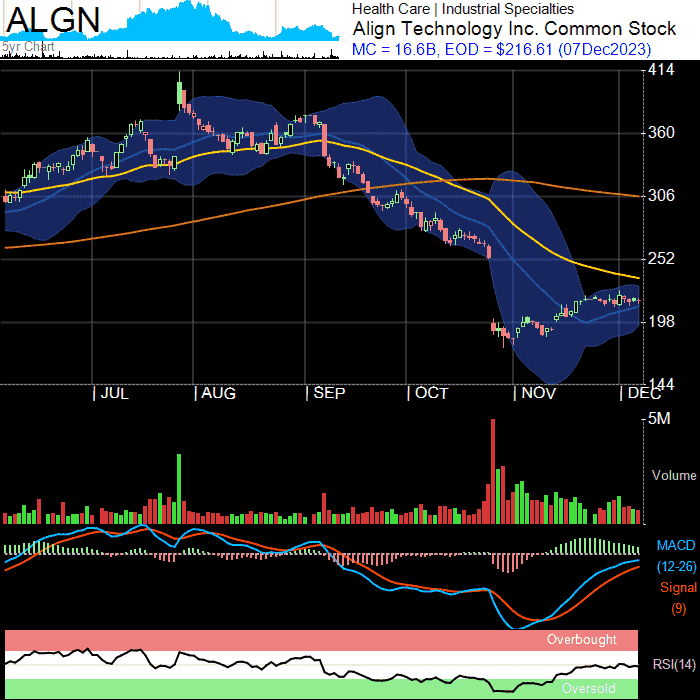 ALGN
5yr Chart
Health Care | Industrial Specialties
Align Technology Inc. Common Stock
MC = 16.6B, EOD = $216.61 (07Dec2023)
414
360
306
252
198
144
| JUL | AUG | SEP | OCT | NOV | DEC
5M
Volume
MACD
(12-26)
Signal
(9)
Overbought
RSI(14)
Oversold